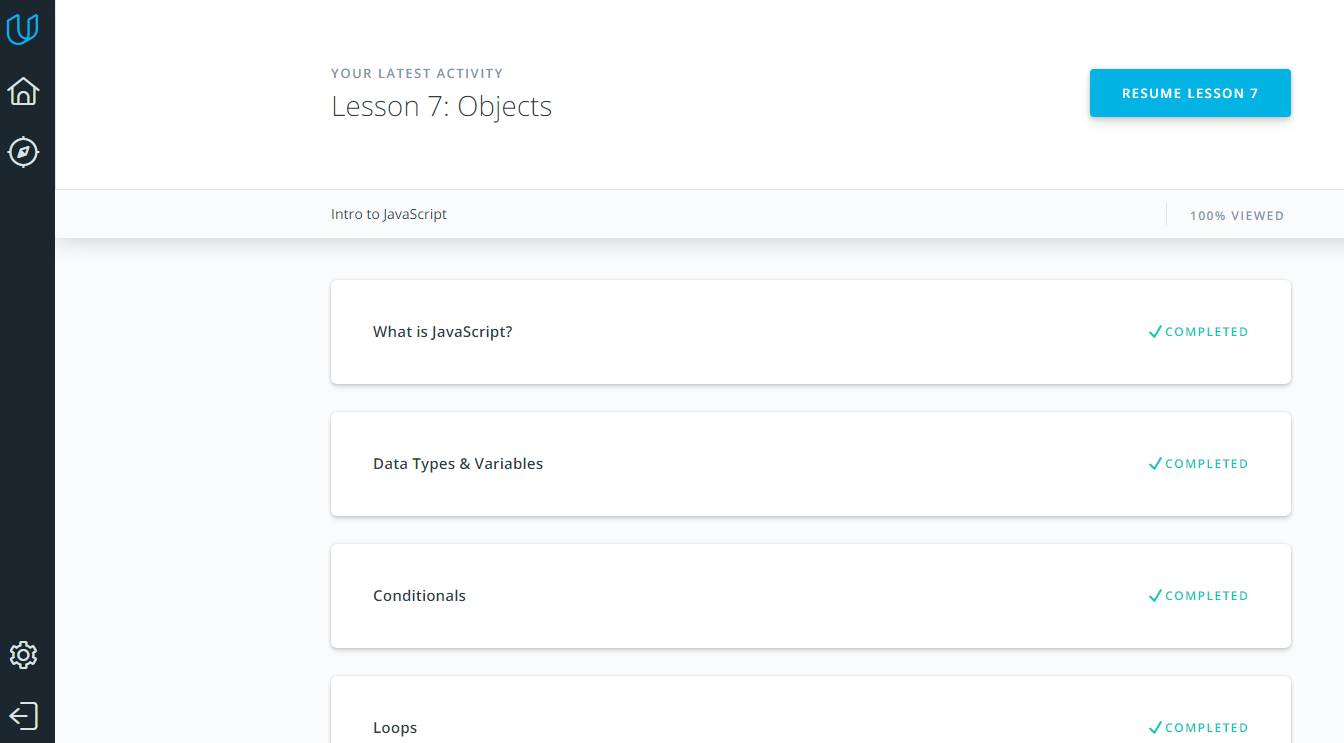 YOUR LATEST ACTIVITY
Lesson 7: Objects
RESUME LESSON 7
Intro to JavaScript
100% VIEWED
What is JavaScript?
COMPLETED
Data Types & Variables
COMPLETED
Conditionals
COMPLETED
Loops
COMPLETED